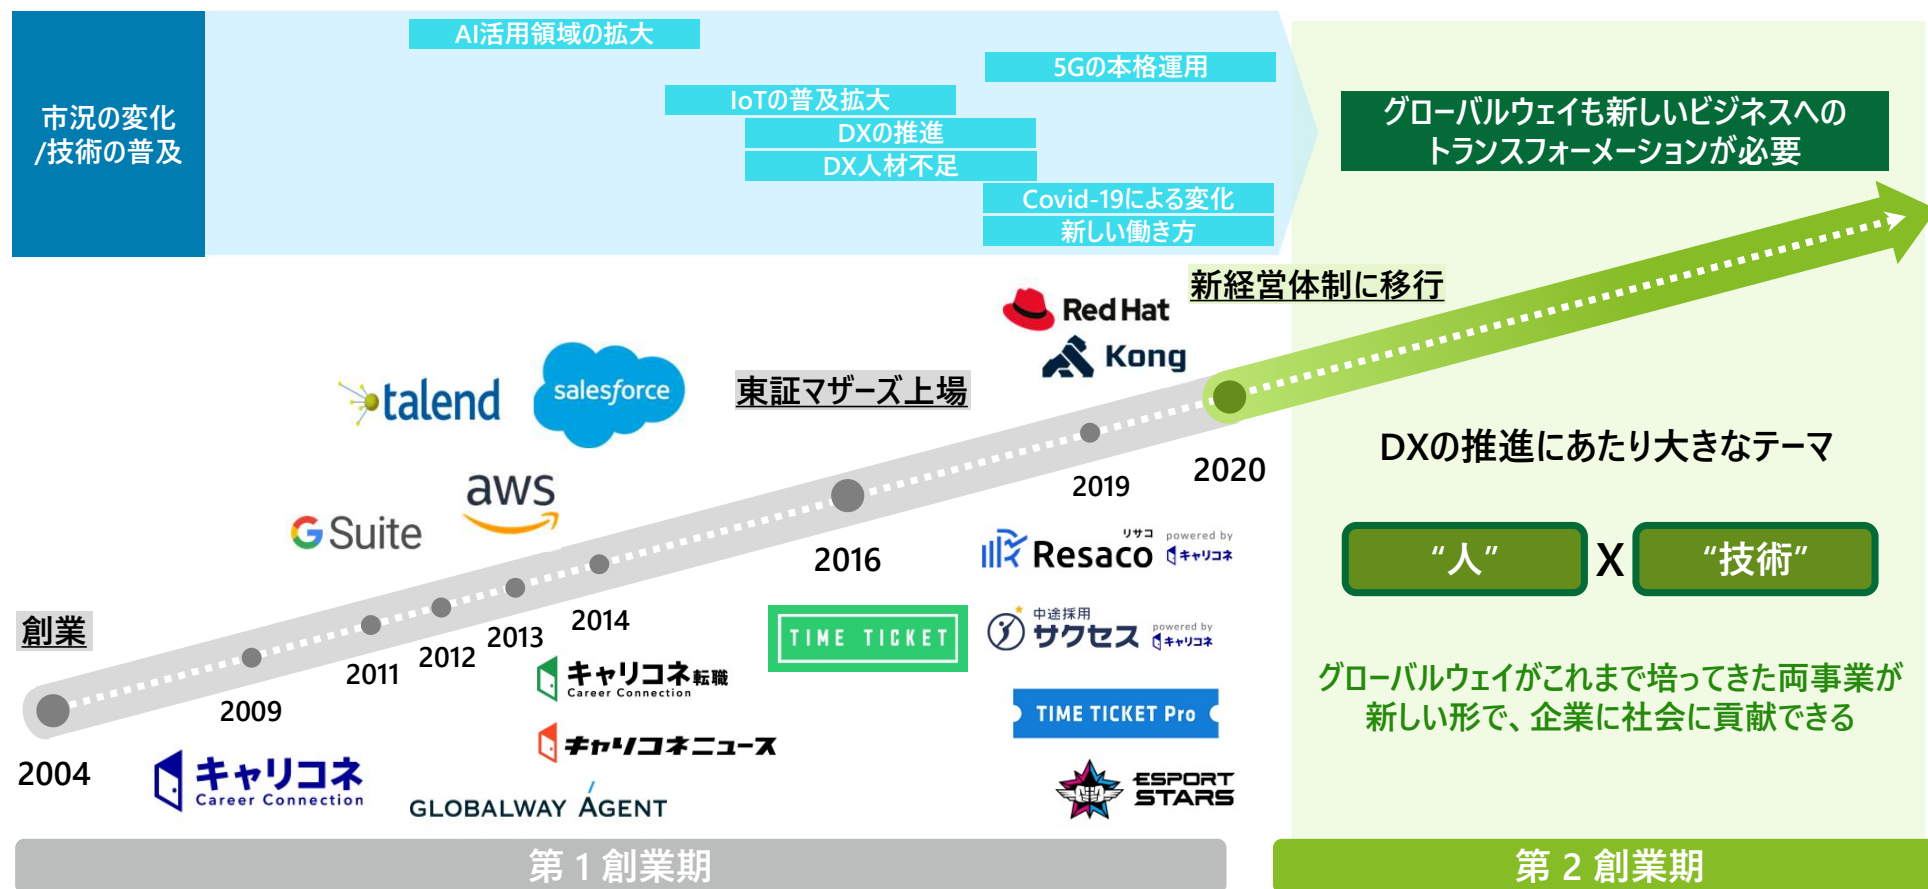 市況の変化
/技術の普及
AI活用領域の拡大
5Gの本格運用
IoTの普及拡大
DXの推進
DX人材不足
Covid-19による変化
新しい働き方
グローバルウェイも新しいビジネスへの
トランスフォーメーションが必要
新経営体制に移行
Red Hat
Kong
talend
salesforce
東証マザーズ上場
aws
G Suite
創業
2004
2009
2011
2012
2013
2014
2016
2019
2020
キャリコネ
Career Connection
キャリコネ転職
Career Connection
キャリコネニュース
GLOBALWAY AGENT
TIME TICKET
リサコ
Resaco
powered by
キャリコネ
中途採用
サクセス
powered by
キャリコネ
TIME TICKET Pro
ESPORT
STARS
DXの推進にあたり大きなテーマ
“人”
X
“技術”
グローバルウェイがこれまで培ってきた両事業が
新しい形で、企業に社会に貢献できる
第1創業期
第2創業期